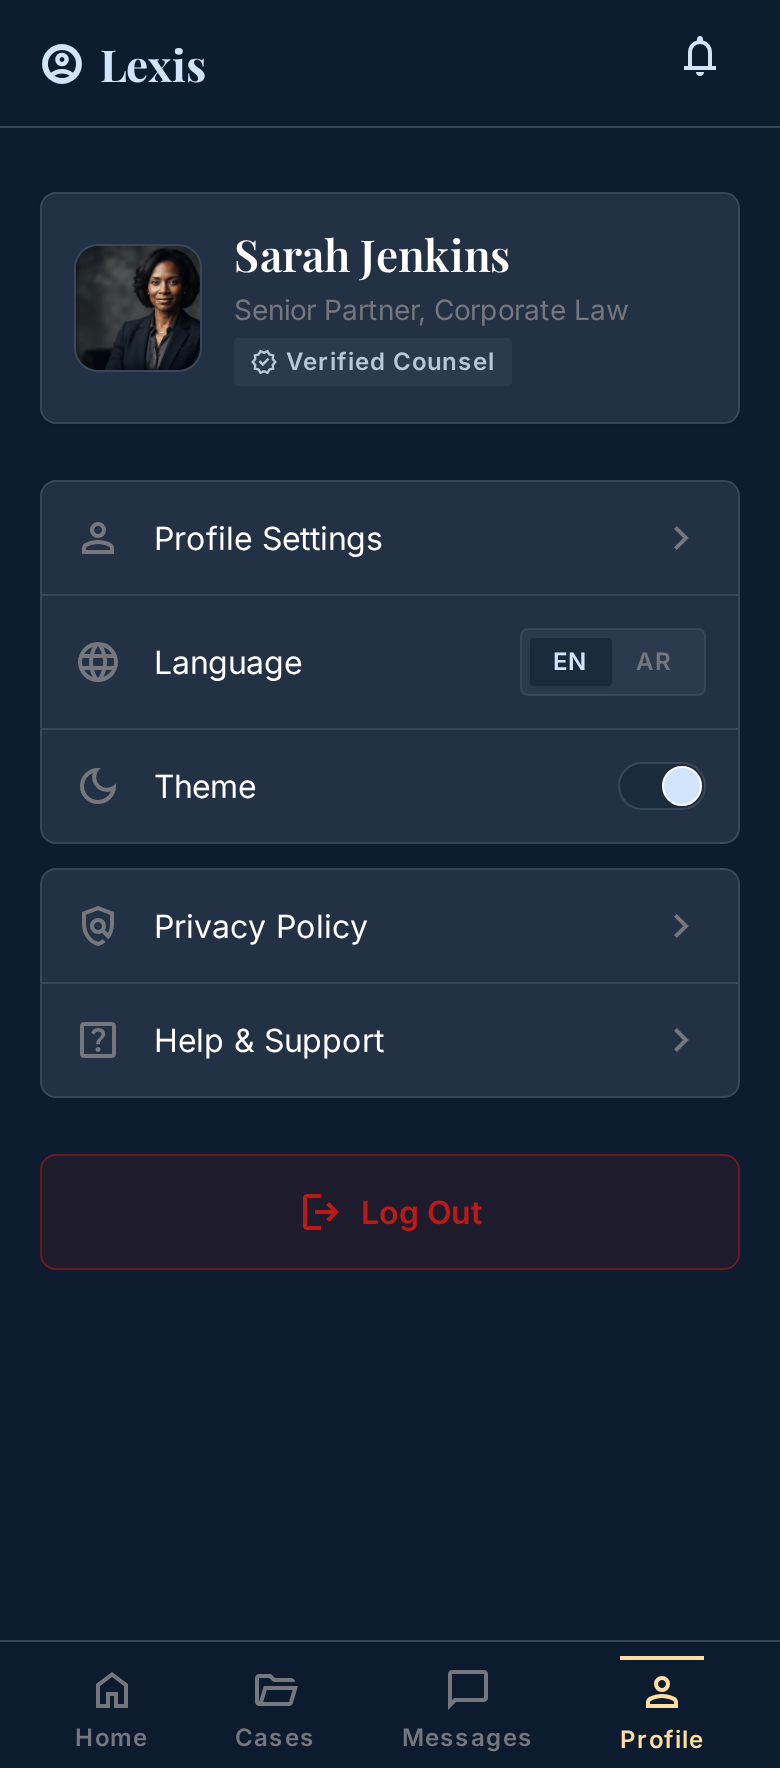 Lexis
Sarah Jenkins
Senior Partner, Corporate Law
Verified Counsel
Profile Settings
Language
EN AR
Theme
Privacy Policy
Help & Support
Log Out
Home Cases Messages Profile